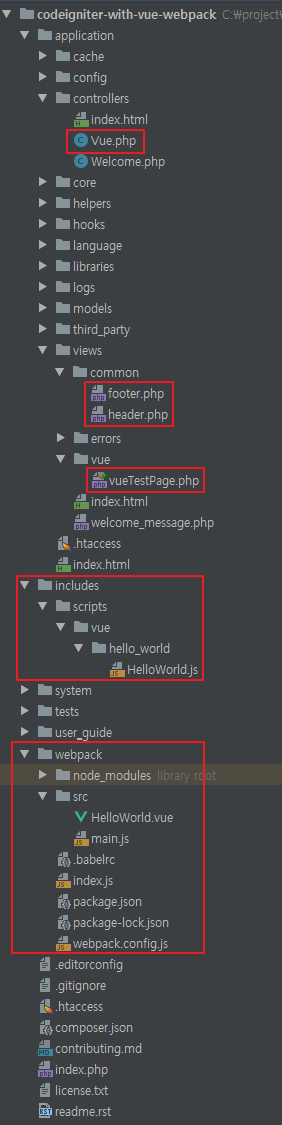 codeigniter-with-vue-webpack C:₩project
application
cache
config
controllers
index.html
Vue.php
Welcome.php
core
helpers
hooks
language
libraries
logs
models
third_party
views
common
footer.php
header.php
errors
vue
vueTestPage.php
index.html
welcome_message.php
.htaccess
index.html
includes
scripts
vue
hello_world
HelloWorld.js
system
tests
user_guide
webpack
node_modules library root
src
HelloWorld.vue
main.js
.babelrc
index.js
package.json
package-lock.json
webpack.config.js
.editorconfig
.gitignore
.htaccess
composer.json
contributing.md
index.php
license.txt
readme.rst